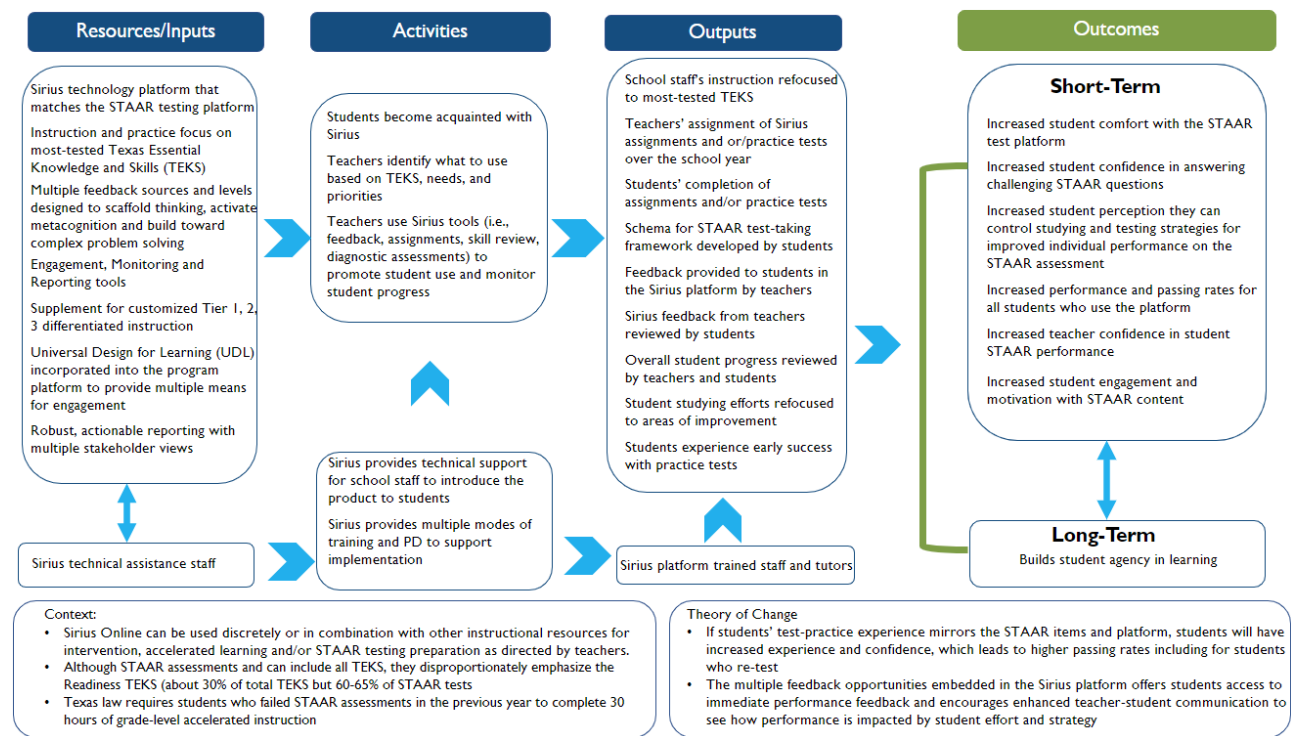 Resources/Inputs
Sirius technology platform that
matches the STAAR testing platform
Instruction and practice focus on
most-tested Texas Essential
Knowledge and Skills (TEKS)
Multiple feedback sources and levels
designed to scaffold thinking, activate
metacognition and build toward
complex problem solving
Engagement, Monitoring and
Reporting tools
Supplement for customized Tier 1, 2,
3 differentiated instruction
Universal Design for Learning (UDL)
incorporated into the program
platform to provide multiple means
for engagement
Robust, actionable reporting with
multiple stakeholder views
Sirius technical assistance staff
Activities
Students become acquainted with
Sirius
Teachers identify what to use
based on TEKS, needs, and
priorities
Teachers use Sirius tools (i.e.,
feedback, assignments, skill review,
diagnostic assessments) to
promote student use and monitor
student progress
Sirius provides technical support
for school staff to introduce the
product to students
Sirius provides multiple modes of
training and PD to support
implementation
Outputs
School staff's instruction refocused
to most-tested TEKS
Teachers' assignment of Sirius
assignments and or/practice tests
over the school year
Students' completion of
assignments and/or practice tests
Schema for STAAR test-taking
framework developed by students
Feedback provided to students in
the Sirius platform by teachers
Sirius feedback from teachers
reviewed by students
Overall student progress reviewed
by teachers and students
Student studying efforts refocused
to areas of improvement
Students experience early success
with practice tests
Sirius platform trained staff and tutors
Outcomes
Short-Term
Increased student comfort with the STAAR
test platform
Increased student confidence in answering
challenging STAAR questions
Increased student perception they can
control studying and testing strategies for
improved individual performance on the
STAAR assessment
Increased performance and passing rates for
all students who use the platform
Increased teacher confidence in student
STAAR performance
Increased student engagement and
motivation with STAAR content
Long-Term
Builds student agency in learning
Context:
• Sirius Online can be used discretely or in combination with other instructional resources for
intervention, accelerated learning and/or STAAR testing preparation as directed by teachers.
• Although STAAR assessments and can include all TEKS, they disproportionately emphasize the
Readiness TEKS (about 30% of total TEKS but 60-65% of STAAR tests
• Texas law requires students who failed STAAR assessments in the previous year to complete 30
hours of grade-level accelerated instruction
Theory of Change
• If students' test-practice experience mirrors the STAAR items and platform, students will have
increased experience and confidence, which leads to higher passing rates including for students
who re-test
• The multiple feedback opportunities embedded in the Sirius platform offers students access to
immediate performance feedback and encourages enhanced teacher-student communication to
see how performance is impacted by student effort and strategy